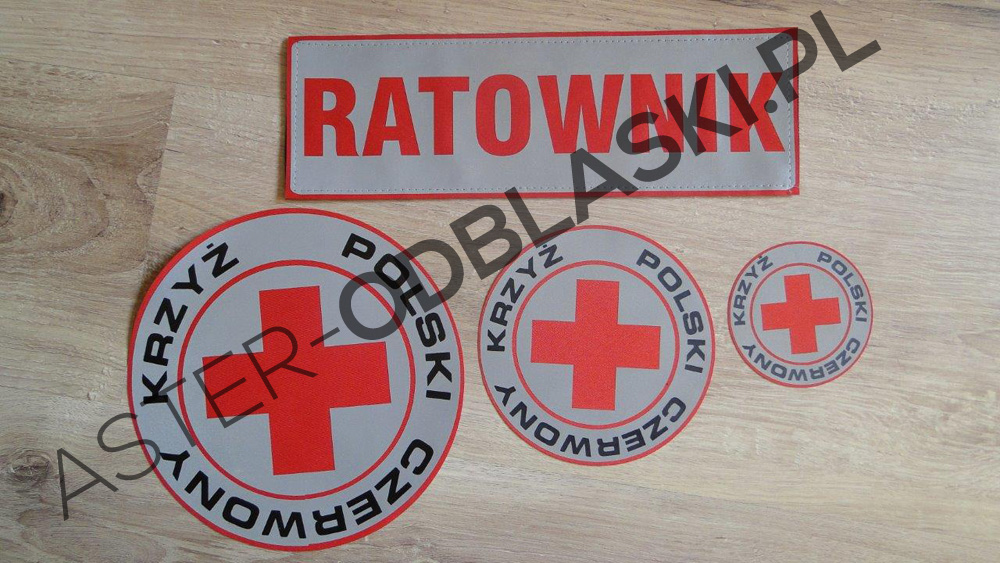 RATOWNIK
POLSKI CZERWONY KRZYŻ
POLSKI CZERWONY KRZYŻ
POLSKI CZERWONY KRZYŻ
ASTER-ODBLASKI.PL